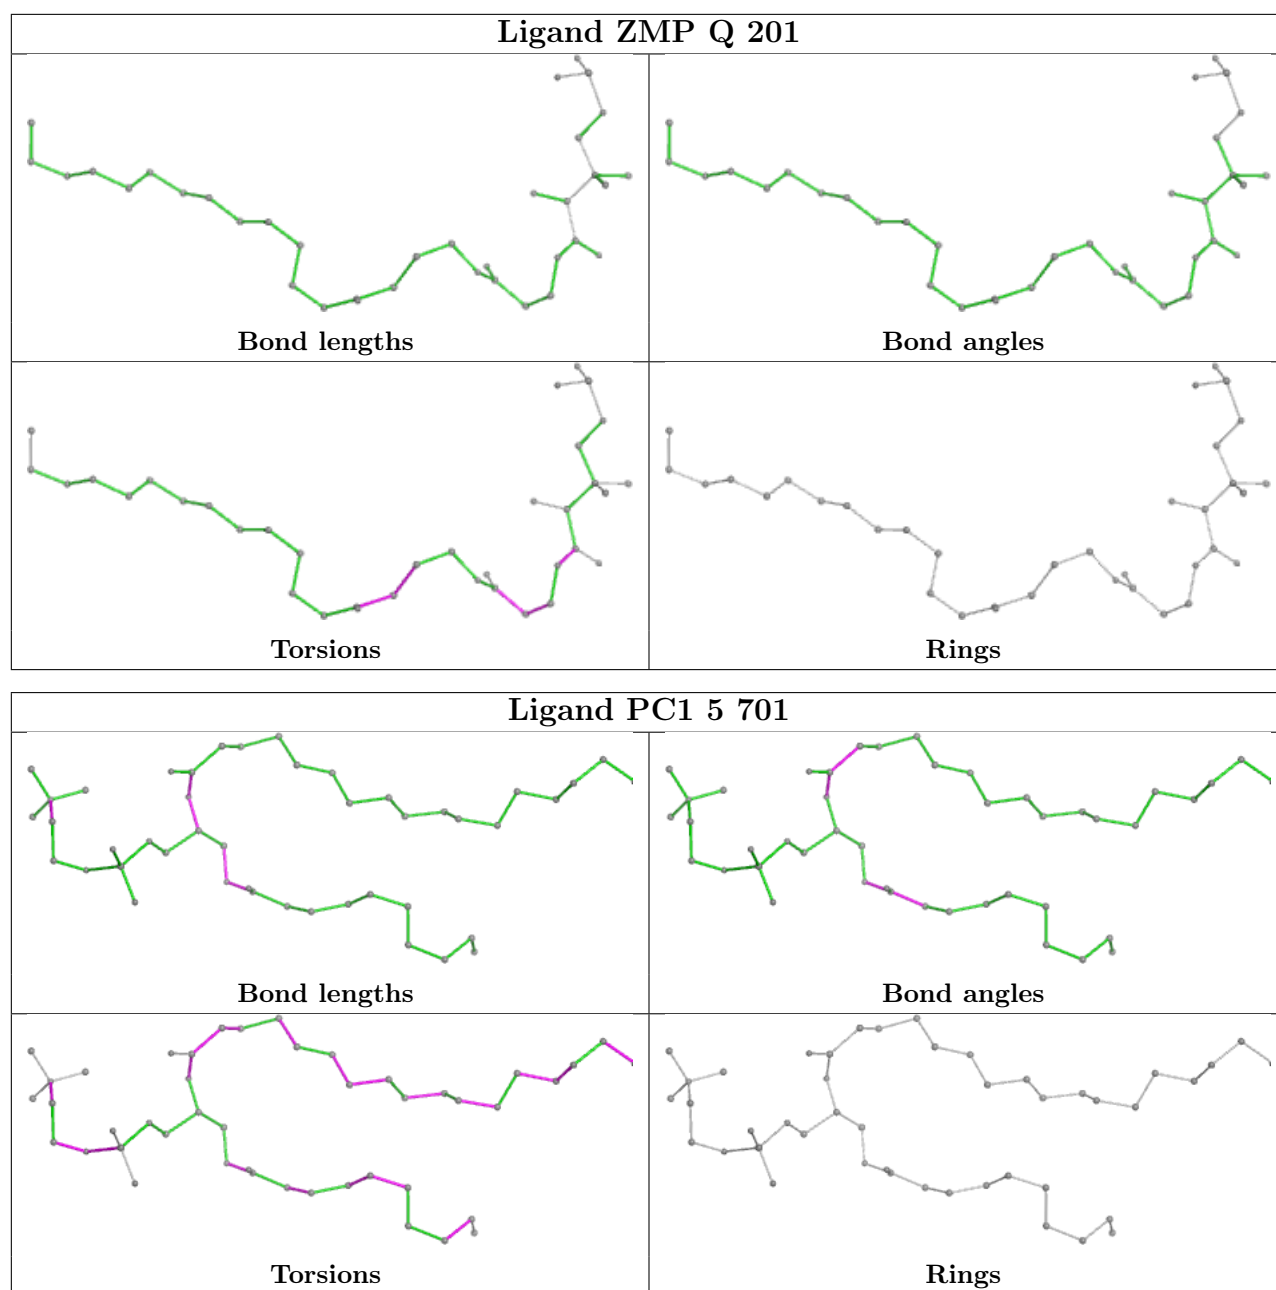 Ligand ZMP Q 201
Bond lengths
Bond angles
Torsions
Rings
Ligand PC1 5 701
Bond lengths
Bond angles
Torsions
Rings